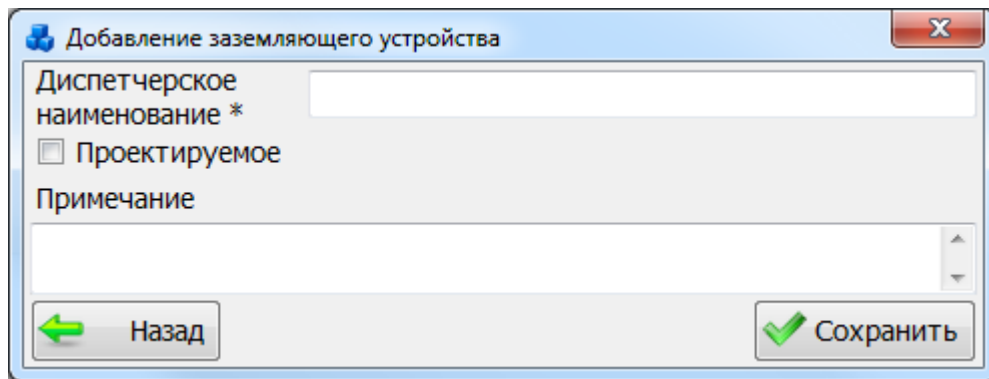 Добавление заземляющего устройства
Диспетчерское
наименование *
Проектируемое
Примечание
Назад
Сохранить